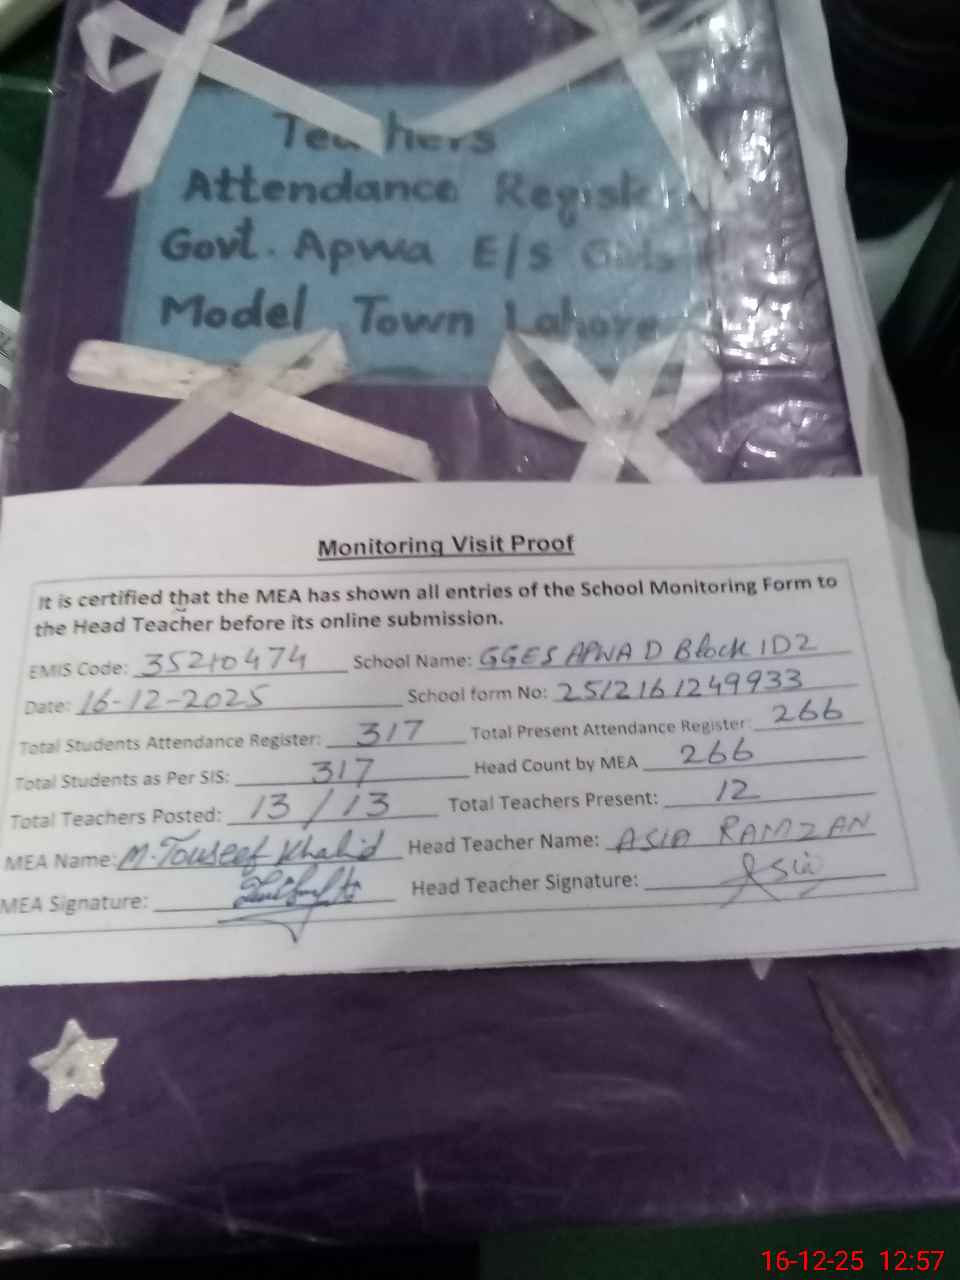 Teachers
Attendance Register
Govt. Apwa E/S Girls
Model Town Lahore
Monitoring Visit Proof
It is certified that the MEA has shown all entries of the School Monitoring Form to
the Head Teacher before its online submission.
EMIS Code: 35210474 School Name: GGES APWA D Block 1D2
Date: 16-12-2025 School form No: 2512161249933
Total Students Attendance Register: 317 Total Present Attendance Register: 266
Total Students as Per SIS: 317 Head Count by MEA 266
Total Teachers Posted: 13/13 Total Teachers Present: 12
MEA Name: M. Touseef Khalid Head Teacher Name: ASIA RAMZAN
MEA Signature: Head Teacher Signature: Asia
16-12-25 12:57